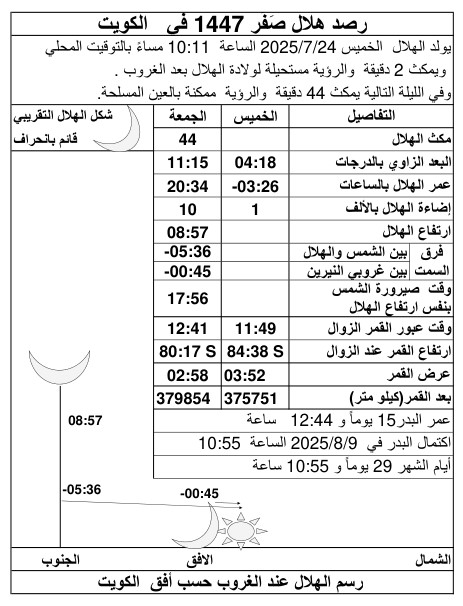 رصد هلال صَفر 1447 في الكويت
يولد الهلال الخميس 2025/7/24 الساعة 10:11 مساءً بالتوقيت المحلي
ويمكث 2 دقيقة والرؤية مستحيلة لولادة الهلال بعد الغروب .
وفي الليلة التالية يمكث 44 دقيقة والرؤية ممكنة بالعين المسلحة.
التفاصيل الخميس الجمعة شكل الهلال التقريبي
مكث الهلال 44 قائم بانحراف
البعد الزاوي بالدرجات 04:18 11:15
عمر الهلال بالساعات -03:26 20:34
إضاءة الهلال بالألف 1 10
ارتفاع الهلال 08:57
فرق بين الشمس والهلال -05:36
السمت بين غروبي النيرين -00:45
وقت صيرورة الشمس
بنفس ارتفاع الهلال 17:56
وقت عبور القمر الزوال 11:49 12:41
ارتفاع القمر عند الزوال 84:38 S 80:17 S
عرض القمر 03:52 02:58
بعد القمر(كيلو متر) 375751 379854
عمر البدر15 يوماً و 12:44 ساعة
اكتمال البدر في 2025/8/9 الساعة 10:55
أيام الشهر 29 يوماً و 10:55 ساعة
08:57
-05:36
-00:45
الشمال الافق الجنوب
رسم الهلال عند الغروب حسب أفق الكويت